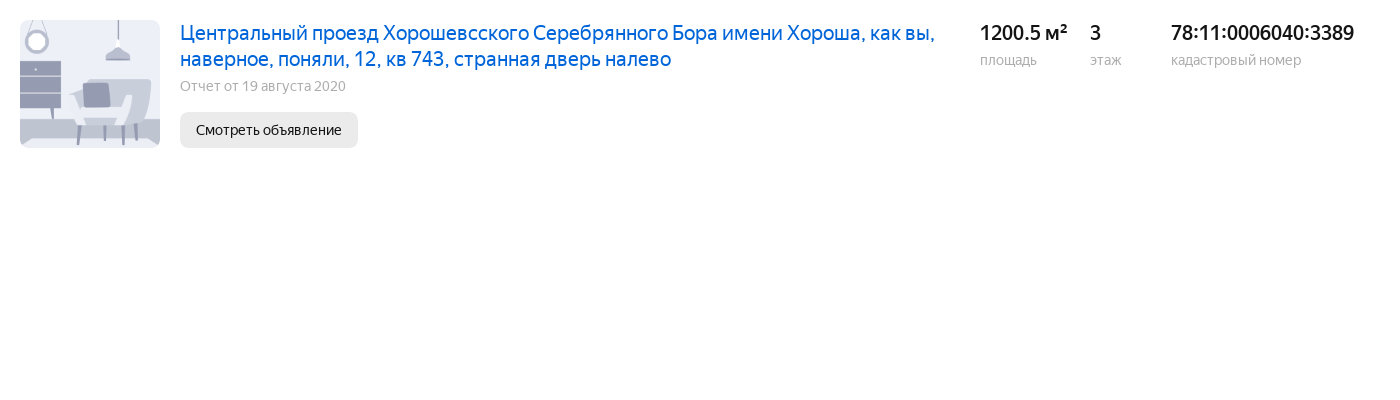 Центральный проезд Хорошевсского Серебрянного Бора имени Хороша, как вы,
наверное, поняли, 12, кв 743, странная дверь налево
Отчет от 19 августа 2020
Смотреть объявление
1200.5 м²
площадь
3
этаж
78:11:0006040:3389
кадастровый номер